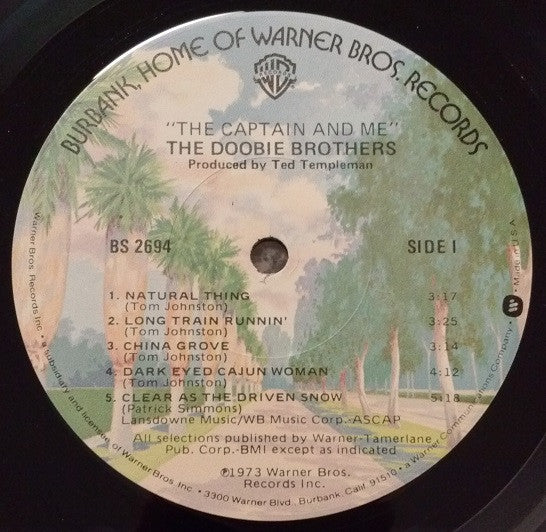 BURBANK, HOME OF WARNER BROS. RECORDS
"THE CAPTAIN AND ME"
THE DOOBIE BROTHERS
Produced by Ted Templeman
BS 2694
SIDE 1
1. NATURAL THING 3:17
(Tom Johnston)
2. LONG TRAIN RUNNIN' 3:25
(Tom Johnston)
3. CHINA GROVE 3:14
(Tom Johnston)
4. DARK EYED CAJUN WOMAN 4:12
(Tom Johnston)
5. CLEAR AS THE DRIVEN SNOW 5:18
(Patrick Simmons)
Lansdowne Music/WB Music Corp.-ASCAP
All selections published by Warner-Tamerlane
Pub. Corp.-BMI except as indicated
℗1973 Warner Bros.
Records Inc.
Warner Bros. Records Inc. • a subsidiary and licensee of Warner Bros. Inc. • 3300 Warner Blvd., Burbank, Calif. 91510 • a Warner Communications Company. • Made in U.S.A.